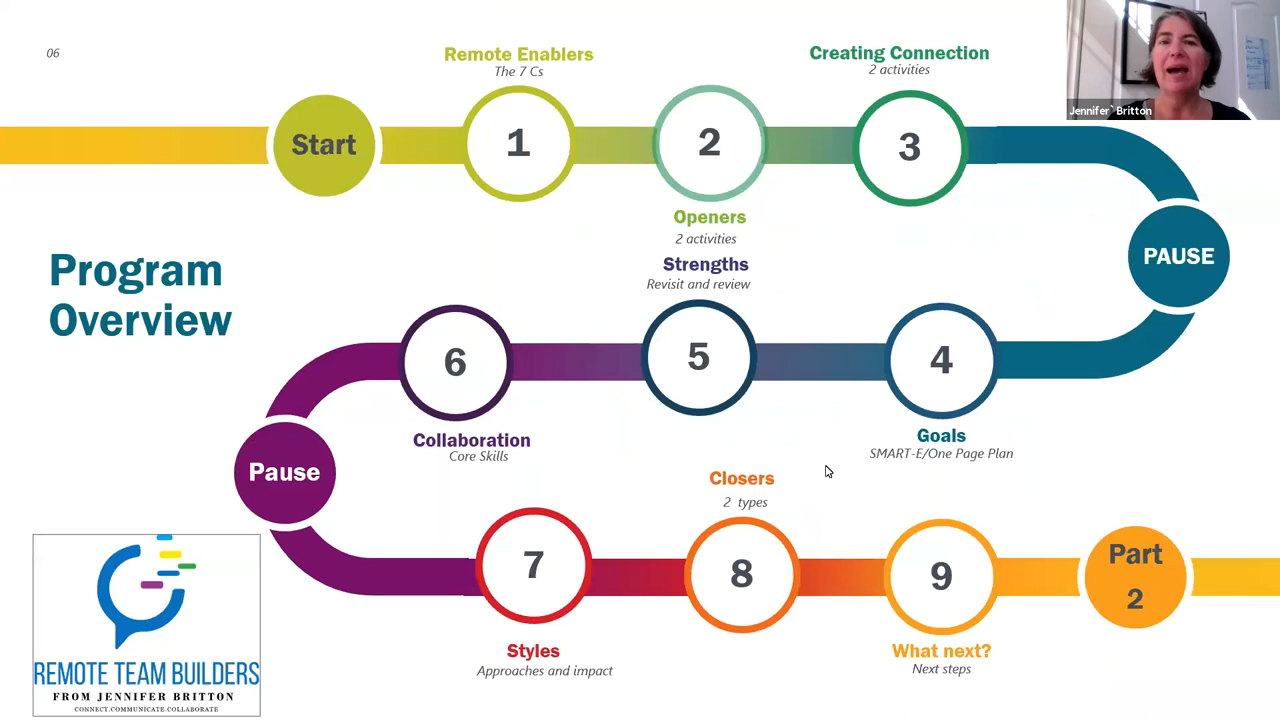 06
Remote Enablers
The 7 Cs
Creating Connection
2 activities
Jennifer` Britton
Start
1
2
3
Openers
2 activities
PAUSE
Program
Overview
Strengths
Revisit and review
6
5
4
Collaboration
Core Skills
Goals
SMART-E/One Page Plan
Pause
Closers
2 types
7
8
9
Part
2
Styles
Approaches and impact
What next?
Next steps
REMOTE TEAM BUILDERS
FROM JENNIFER BRITTON
CONNECT.COMMUNICATE.COLLABORATE